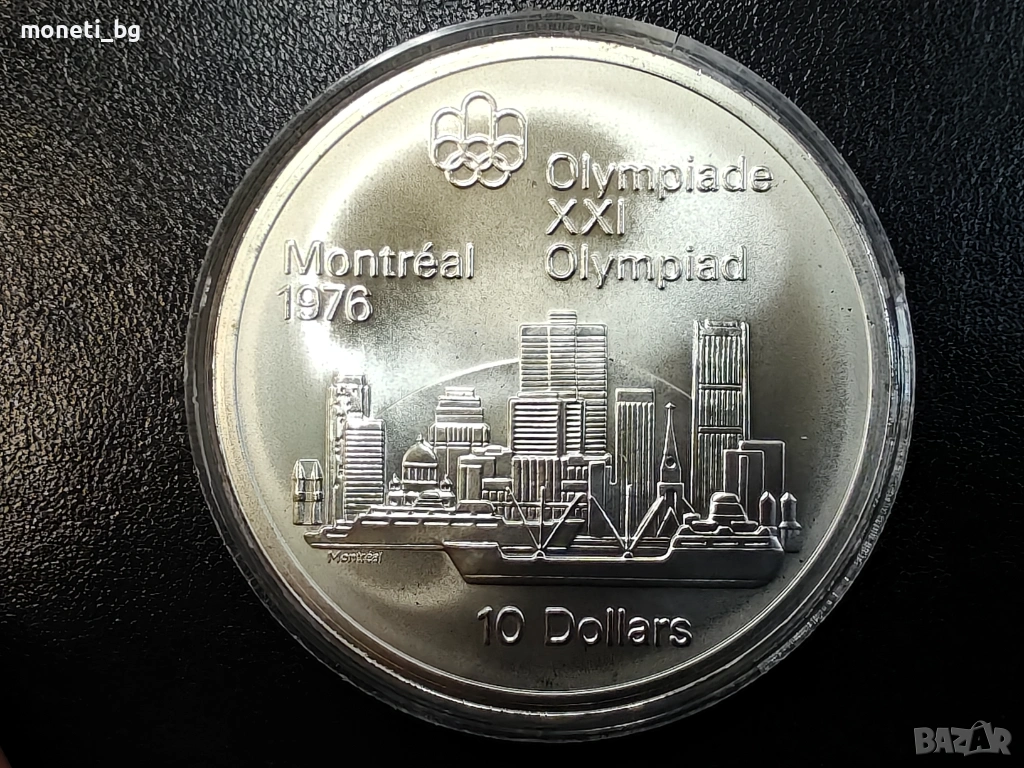 moneti_bg
Olympiade
XXI
Olympiad
Montréal
1976
Montréal
10 Dollars
BAZAR